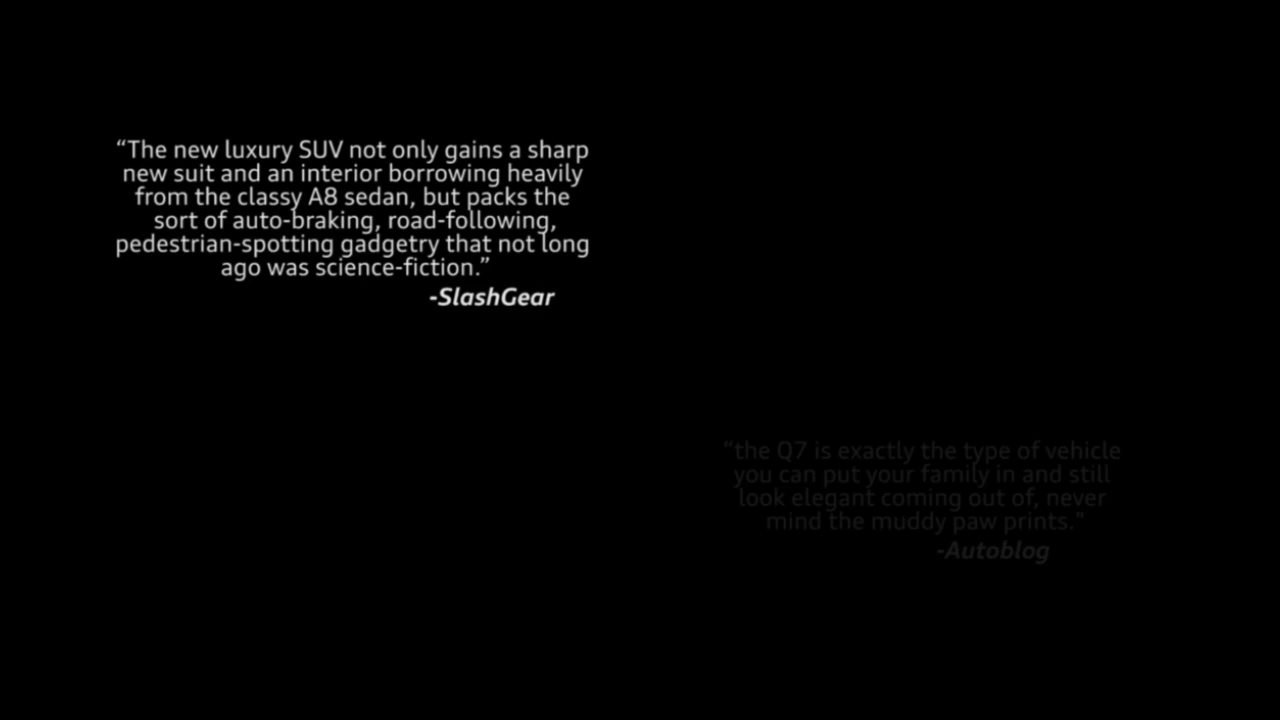 “The new luxury SUV not only gains a sharp
new suit and an interior borrowing heavily
from the classy A8 sedan, but packs the
sort of auto-braking, road-following,
pedestrian-spotting gadgetry that not long
ago was science-fiction.”
-SlashGear
“the Q7 is exactly the type of vehicle
you can put your family in and still
look elegant coming out of, never
mind the muddy paw prints."
-Autoblog